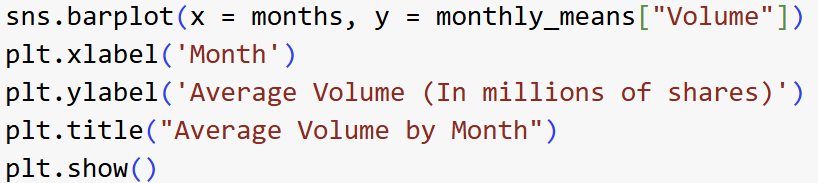 sns.barplot(x = months, y = monthly_means["Volume"])
plt.xlabel('Month')
plt.ylabel('Average Volume (In millions of shares)')
plt.title("Average Volume by Month")
plt.show()